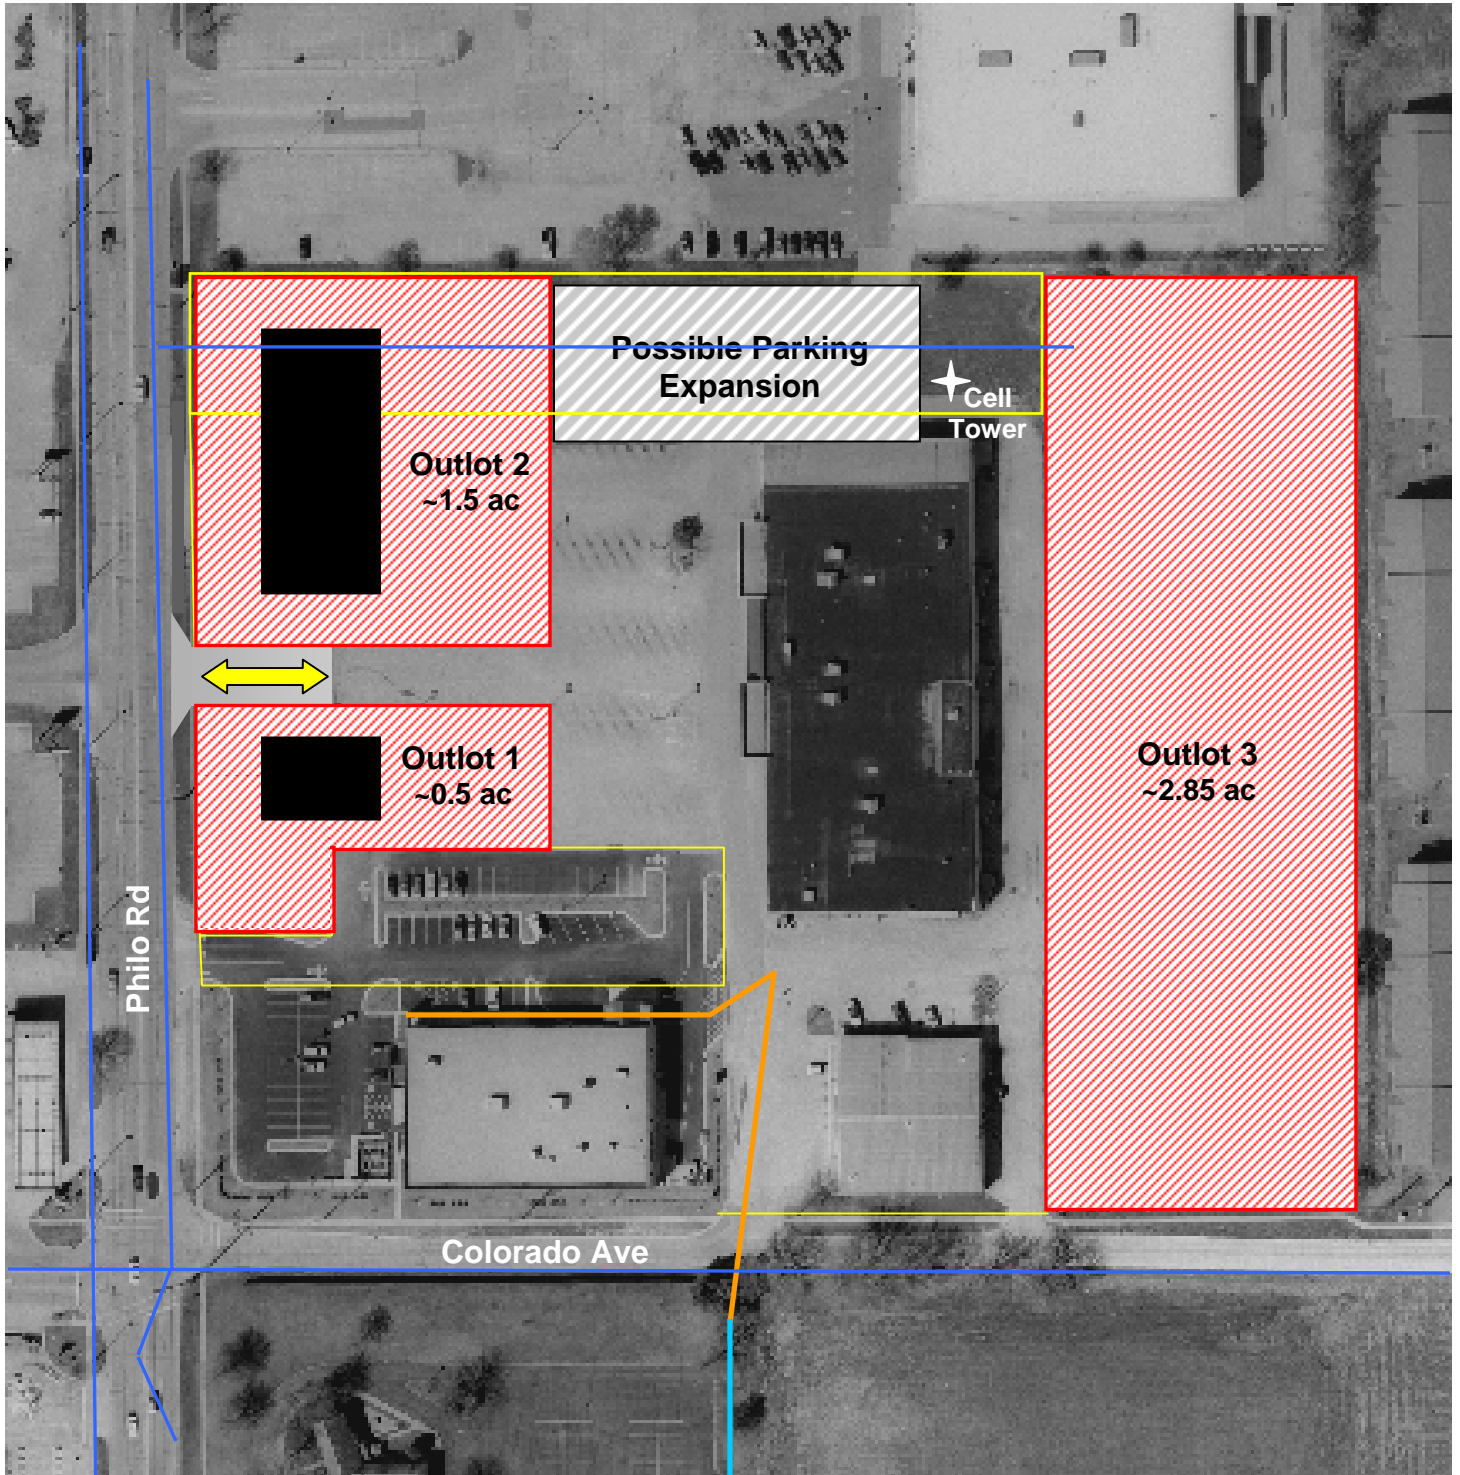 Possible Parking
Expansion
Cell
Tower
Outlot 2
~1.5 ac
Outlot 1
~0.5 ac
Outlot 3
~2.85 ac
Philo Rd
Colorado Ave